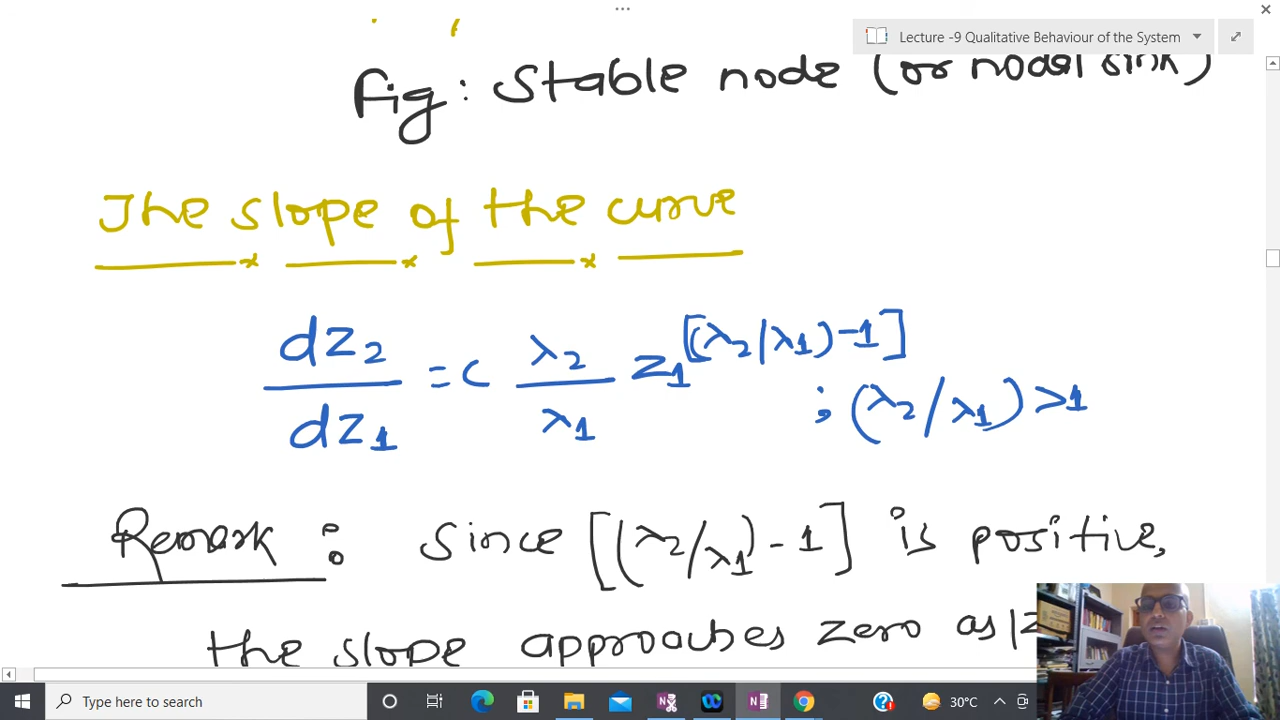 Lecture -9 Qualitative Behaviour of the System
Fig: Stable node (or nodal sink)
The slope of the curve
dz₂/dz₁ = c λ₂/λ₁ z₁^[(λ₂/λ₁)-1] ; (λ₂/λ₁) >1
Remark : Since [(λ₂/λ₁)-1] is positive,
the slope approaches zero as |z
Type here to search
30°C